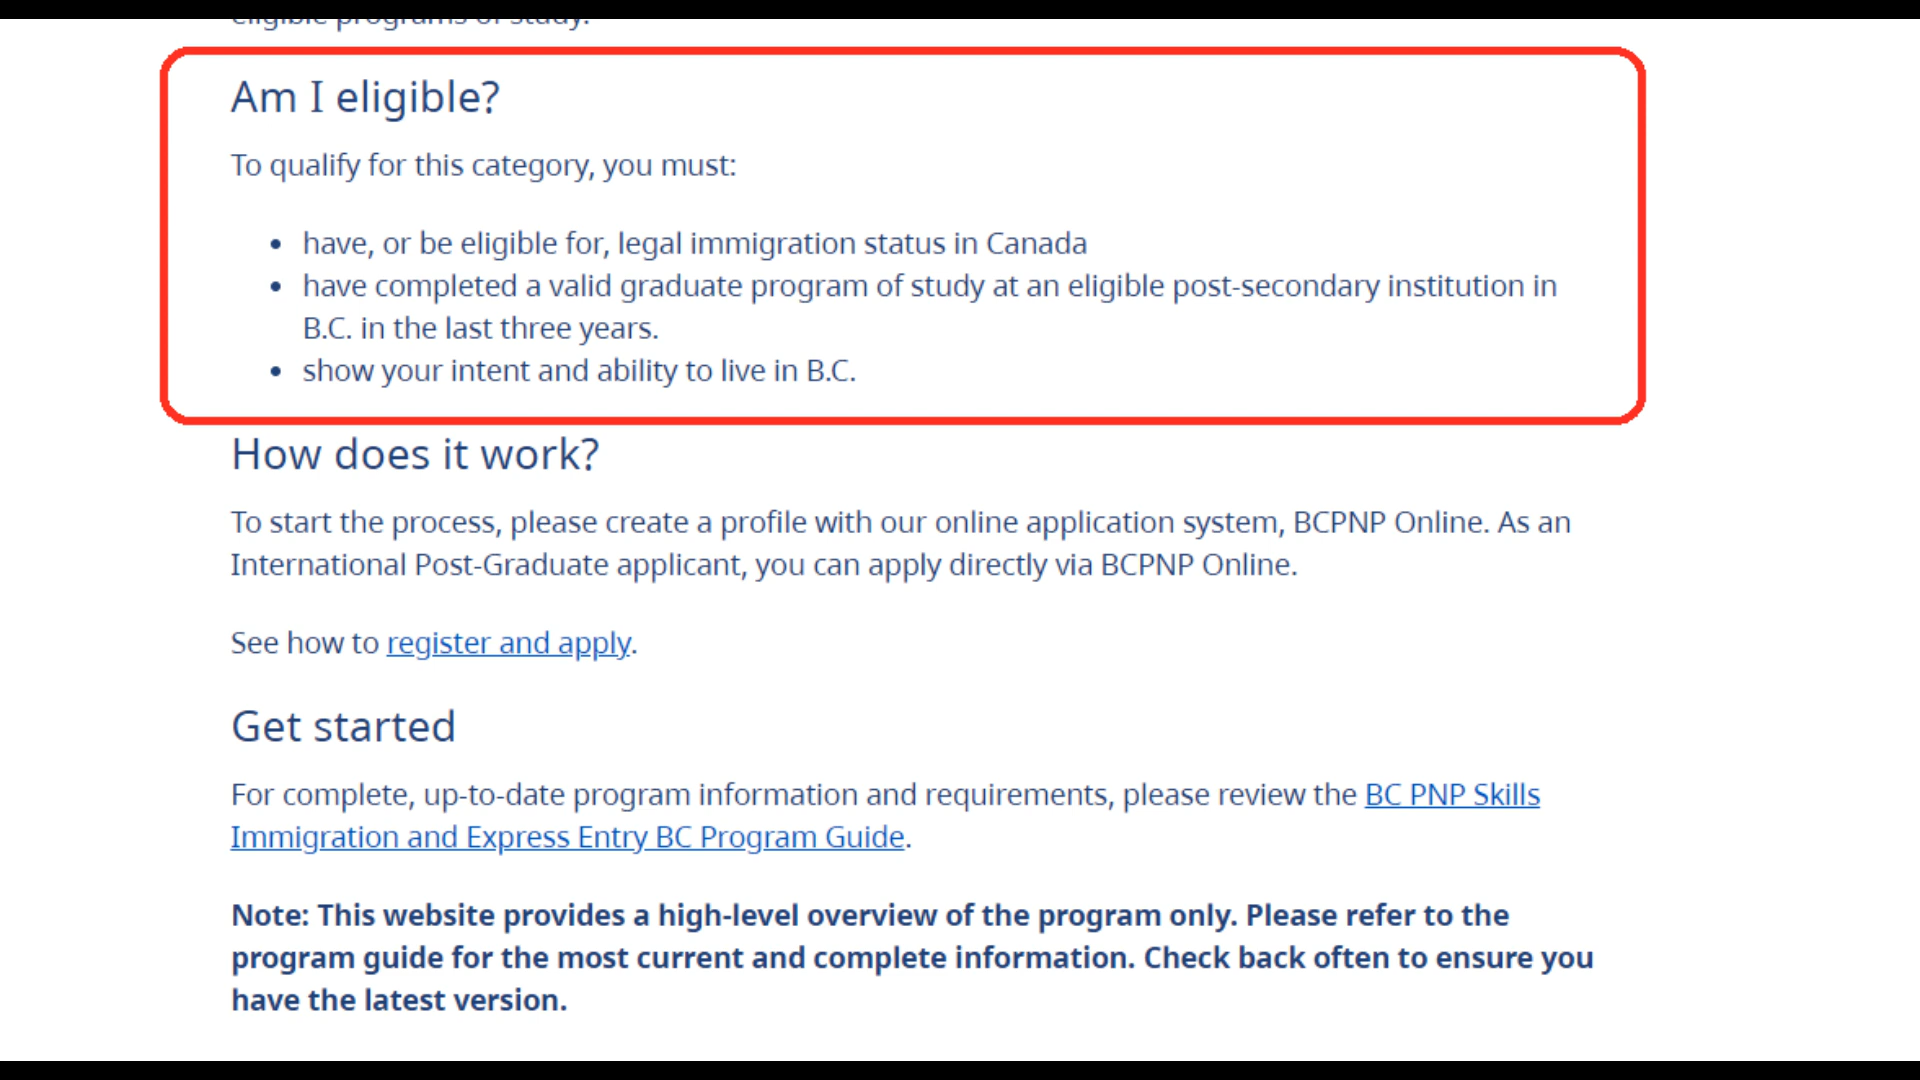 eligible programs of study.
Am I eligible?
To qualify for this category, you must:
• have, or be eligible for, legal immigration status in Canada
• have completed a valid graduate program of study at an eligible post-secondary institution in
B.C. in the last three years.
• show your intent and ability to live in B.C.
How does it work?
To start the process, please create a profile with our online application system, BCPNP Online. As an
International Post-Graduate applicant, you can apply directly via BCPNP Online.
See how to register and apply.
Get started
For complete, up-to-date program information and requirements, please review the BC PNP Skills
Immigration and Express Entry BC Program Guide.
Note: This website provides a high-level overview of the program only. Please refer to the
program guide for the most current and complete information. Check back often to ensure you
have the latest version.